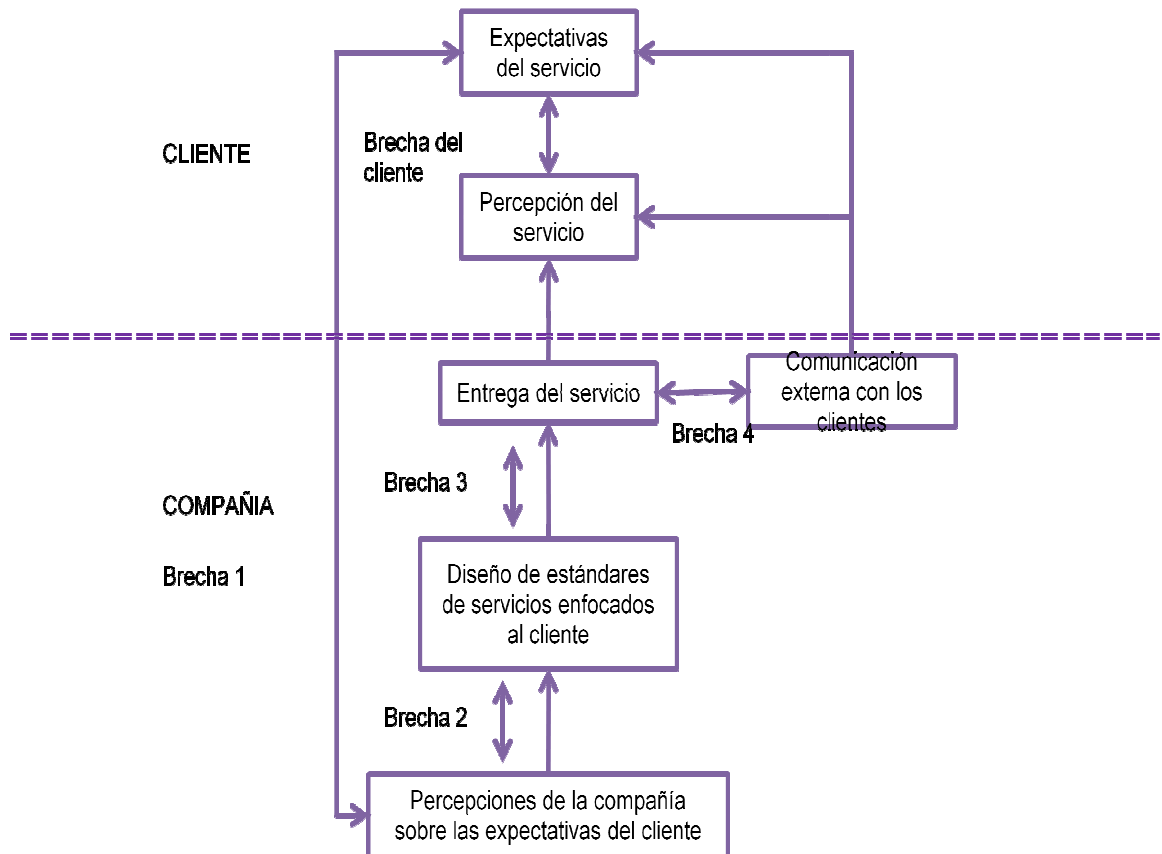 Expectativas
del servicio
CLIENTE
Brecha del
cliente
Percepción del
servicio
Entrega del servicio
Comunicación
externa con los
clientes
Brecha 4
Brecha 3
COMPAÑIA
Brecha 1
Diseño de estándares
de servicios enfocados
al cliente
Brecha 2
Percepciones de la compañía
sobre las expectativas del cliente